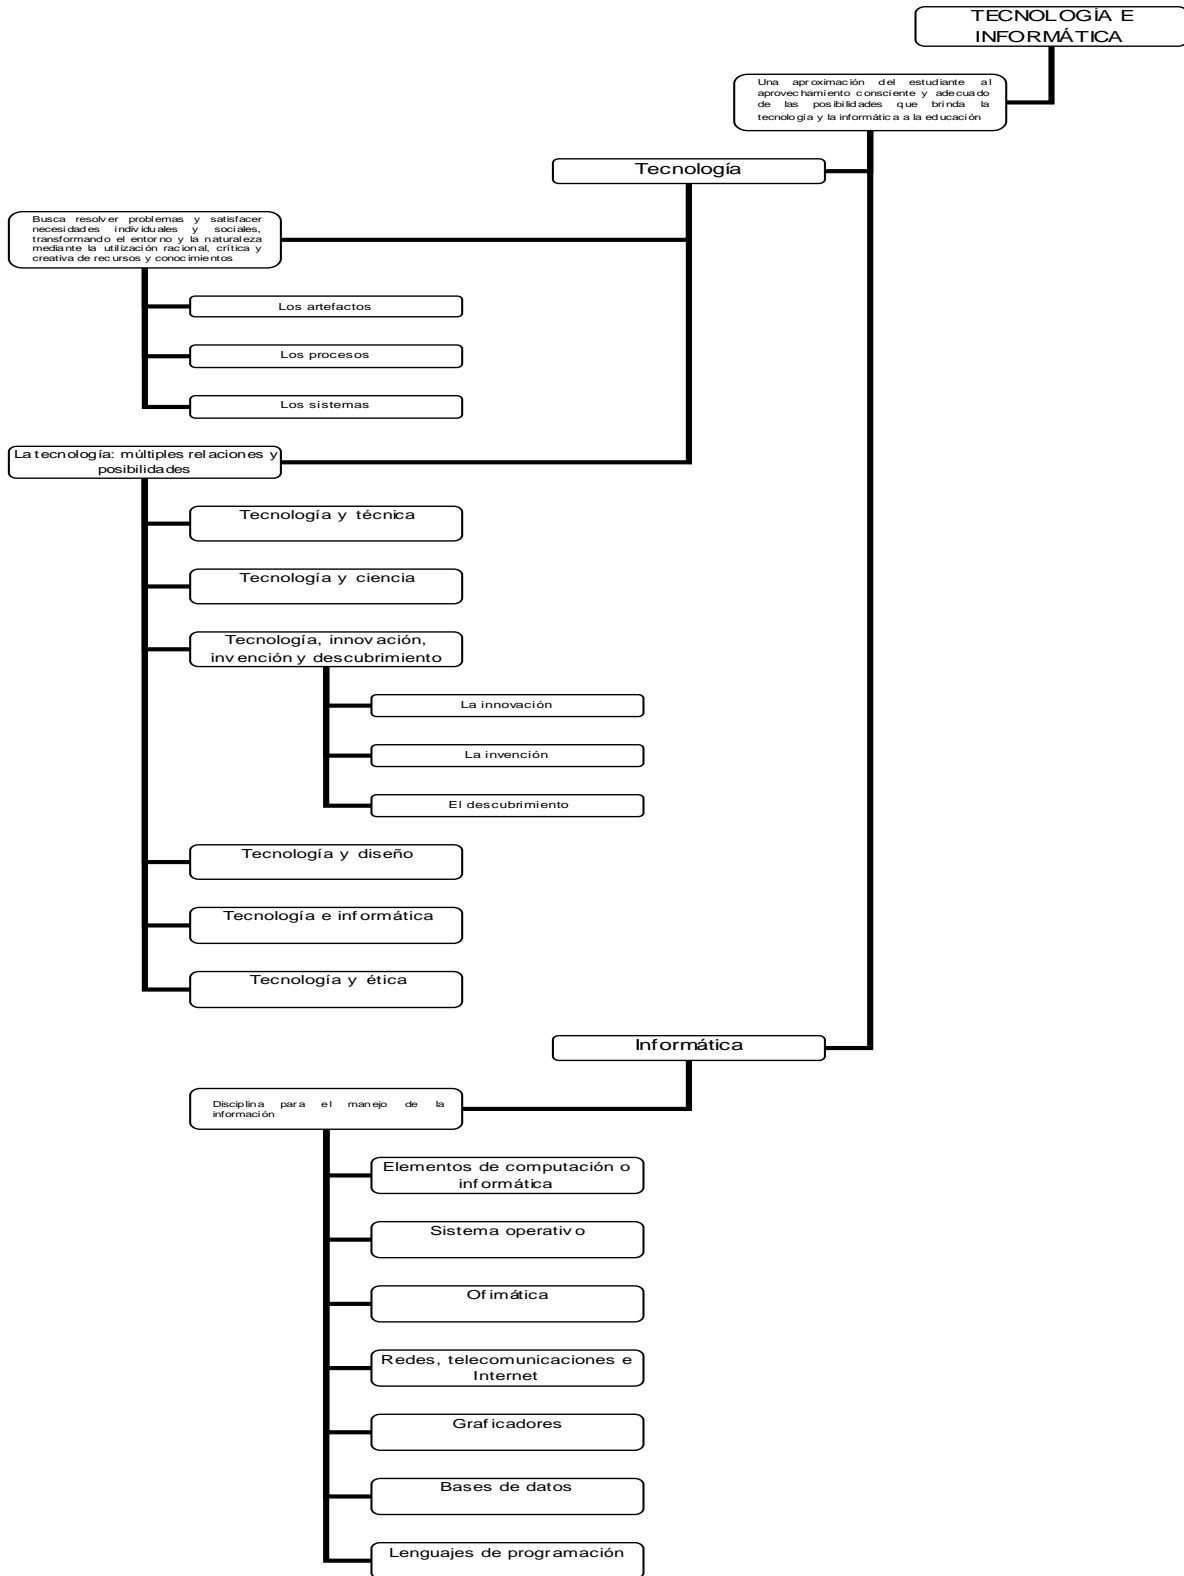 TECNOLOGÍA E
INFORMÁTICA
Una aproximación del estudiante al
aprovechamiento consciente y adecuado
de las posibilidades que brinda la
tecnología y la informática a la educación
Tecnología
Busca resolver problemas y satisfacer
necesidades individuales y sociales,
transformando el entorno y la naturaleza
mediante la utilización racional, crítica y
creativa de recursos y conocimientos
Los artefactos
Los procesos
Los sistemas
La tecnología: múltiples relaciones y
posibilidades
Tecnología y técnica
Tecnología y ciencia
Tecnología, innovación,
invención y descubrimiento
La innovación
La invención
El descubrimiento
Tecnología y diseño
Tecnología e informática
Tecnología y ética
Informática
Disciplina para el manejo de la
información
Elementos de computación o
informática
Sistema operativo
Ofimática
Redes, telecomunicaciones e
Internet
Graficadores
Bases de datos
Lenguajes de programación